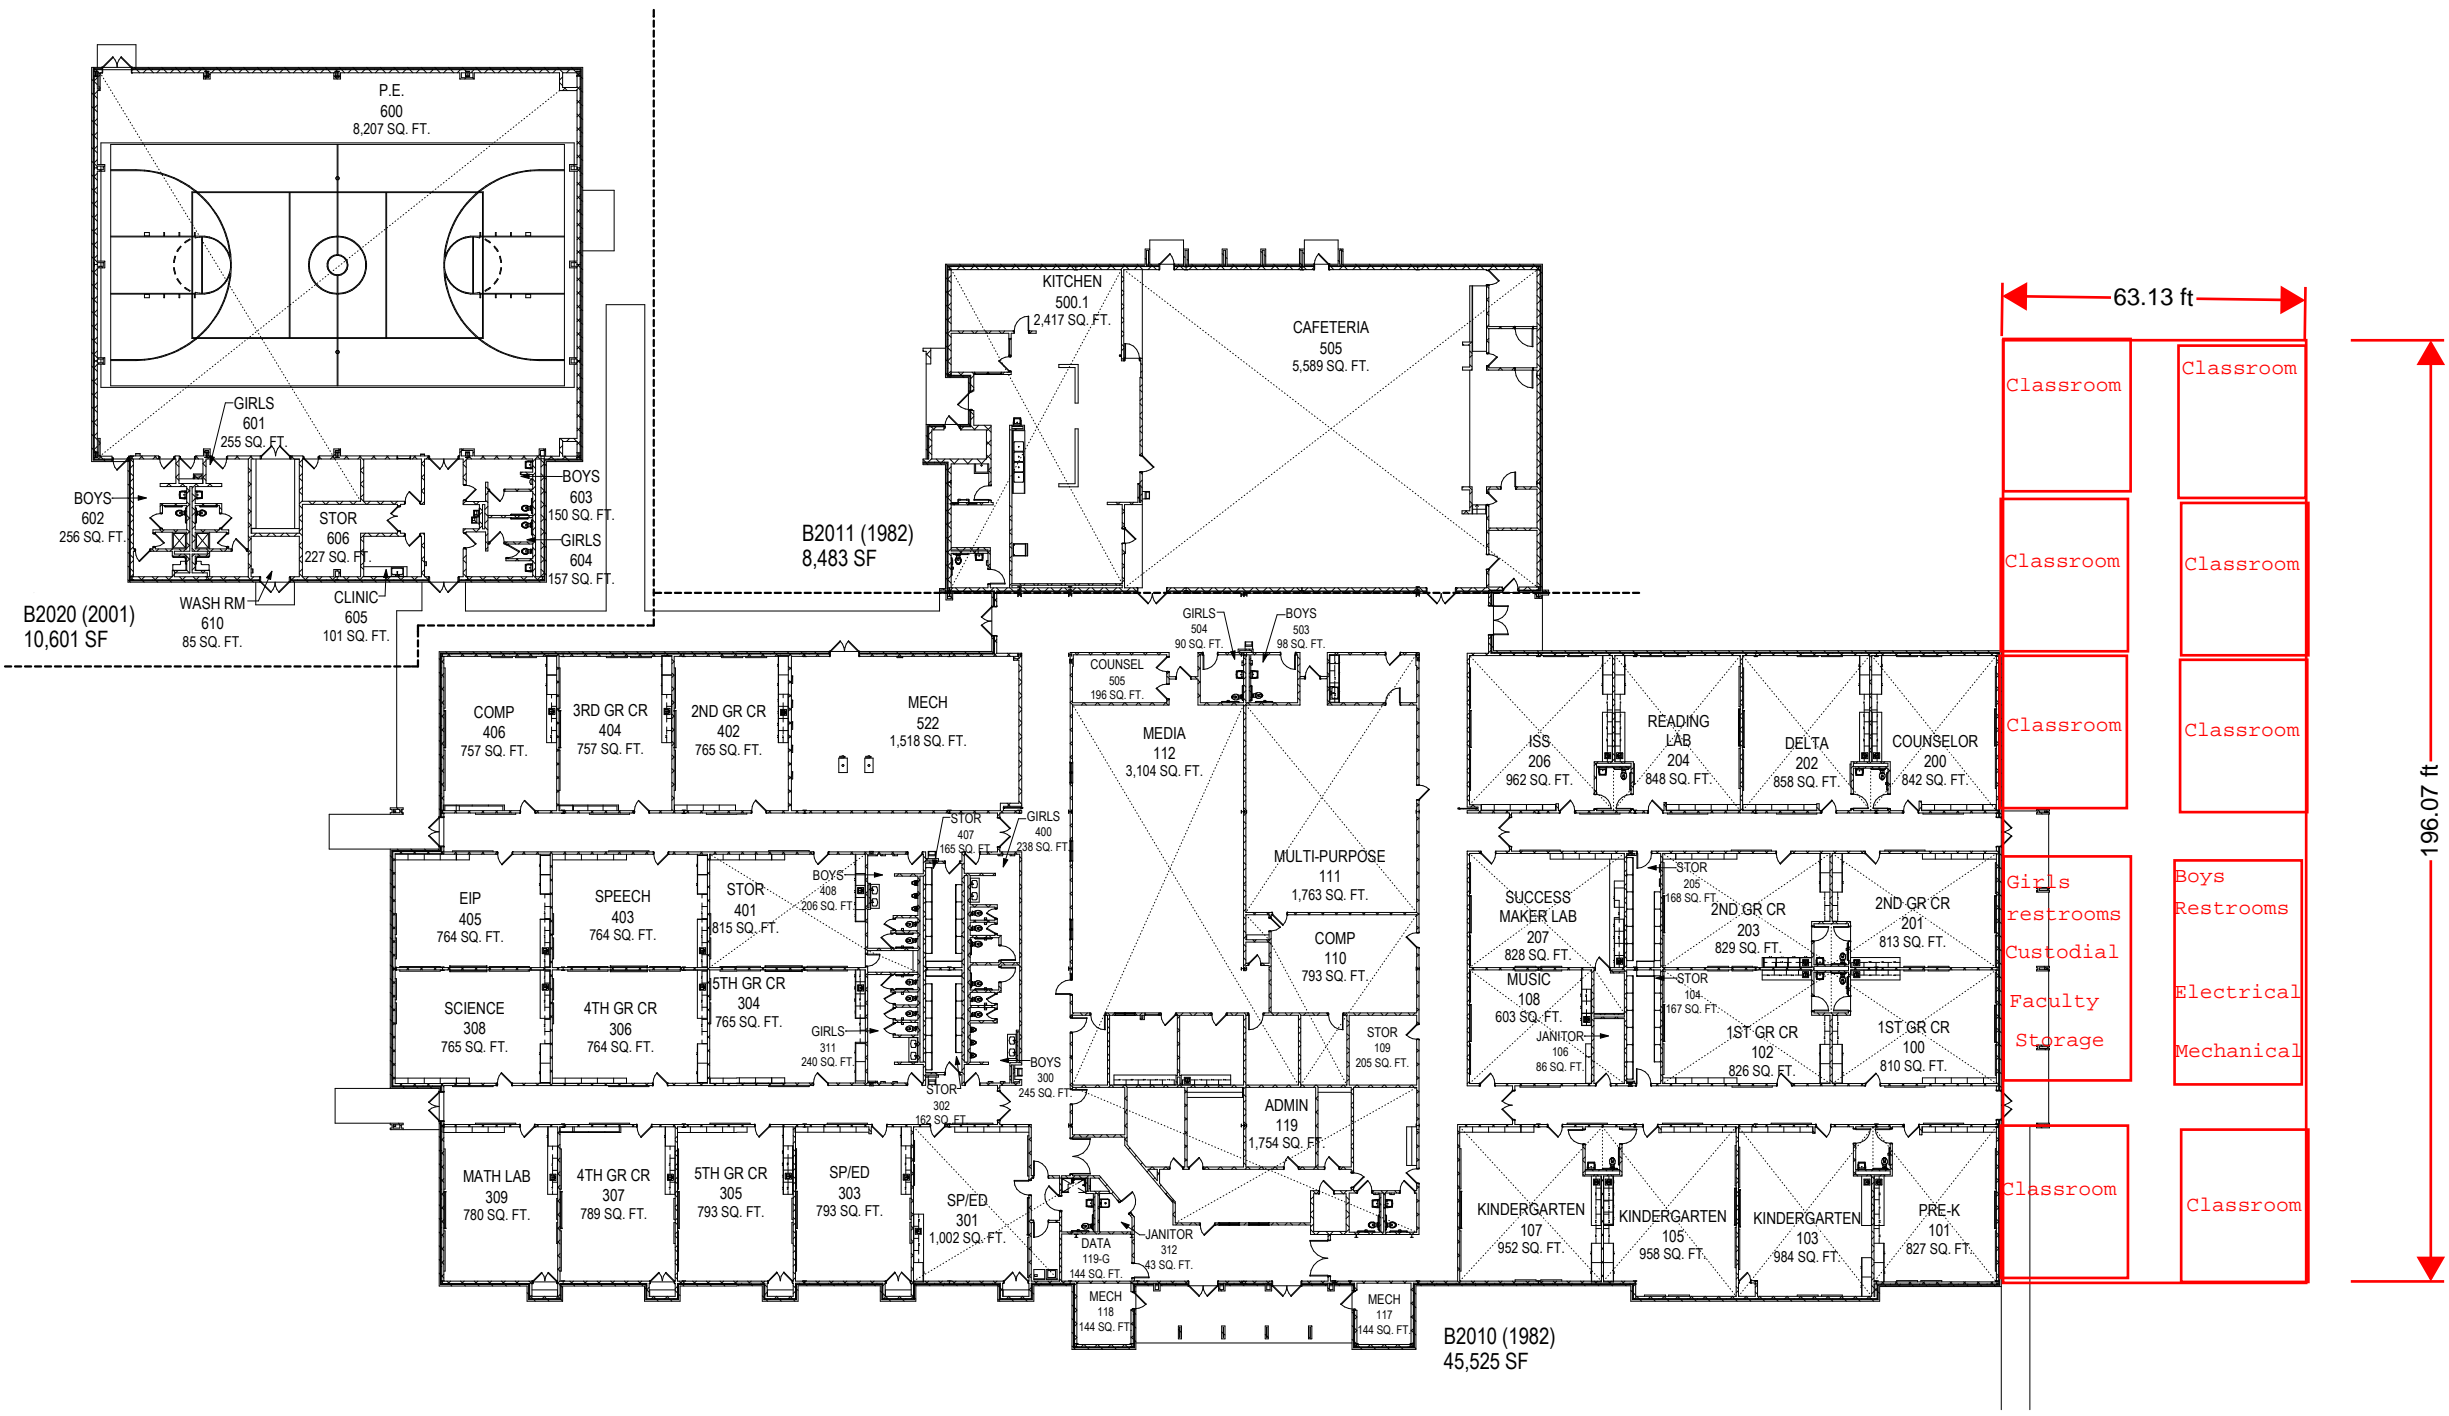 P.E.
600
8,207 SQ. FT.
GIRLS
601
255 SQ. FT.
BOYS
602
256 SQ. FT.
STOR
606
227 SQ. FT.
BOYS
603
150 SQ. FT.
GIRLS
604
157 SQ. FT.
WASH RM
610
85 SQ. FT.
CLINIC
605
101 SQ. FT.
B2020 (2001)
10,601 SF
KITCHEN
500.1
2,417 SQ. FT.
CAFETERIA
505
5,589 SQ. FT.
B2011 (1982)
8,483 SF
GIRLS
504
90 SQ. FT.
BOYS
503
98 SQ. FT.
COUNSEL
505
196 SQ. FT.
COMP
406
757 SQ. FT.
3RD GR CR
404
757 SQ. FT.
2ND GR CR
402
765 SQ. FT.
MECH
522
1,518 SQ. FT.
MEDIA
112
3,104 SQ. FT.
MULTI-PURPOSE
111
1,763 SQ. FT.
COMP
110
793 SQ. FT.
STOR
109
205 SQ. FT.
ADMIN
119
1,754 SQ. FT.
STOR
407
165 SQ. FT.
GIRLS
400
238 SQ. FT.
EIP
405
764 SQ. FT.
SPEECH
403
764 SQ. FT.
STOR
401
815 SQ. FT.
BOYS
408
206 SQ. FT.
SCIENCE
308
765 SQ. FT.
4TH GR CR
306
764 SQ. FT.
5TH GR CR
304
765 SQ. FT.
GIRLS
311
240 SQ. FT.
STOR
302
162 SQ. FT.
BOYS
300
245 SQ. FT.
MATH LAB
309
780 SQ. FT.
4TH GR CR
307
789 SQ. FT.
5TH GR CR
305
793 SQ. FT.
SP/ED
303
793 SQ. FT.
SP/ED
301
1,002 SQ. FT.
DATA
119-G
144 SQ. FT.
JANITOR
312
43 SQ. FT.
MECH
118
144 SQ. FT.
MECH
117
144 SQ. FT.
B2010 (1982)
45,525 SF
ISS
206
962 SQ. FT.
READING
LAB
204
848 SQ. FT.
DELTA
202
858 SQ. FT.
COUNSELOR
200
842 SQ. FT.
SUCCESS
MAKER LAB
207
828 SQ. FT.
STOR
205
168 SQ. FT.
2ND GR CR
203
829 SQ. FT.
2ND GR CR
201
813 SQ. FT.
MUSIC
108
603 SQ. FT.
STOR
104
167 SQ. FT.
JANITOR
106
86 SQ. FT.
1ST GR CR
102
826 SQ. FT.
1ST GR CR
100
810 SQ. FT.
KINDERGARTEN
107
952 SQ. FT.
KINDERGARTEN
105
958 SQ. FT.
KINDERGARTEN
103
984 SQ. FT.
PRE-K
101
827 SQ. FT.
63.13 ft
196.07 ft
Classroom
Classroom
Classroom
Classroom
Classroom
Classroom
Girls
restrooms
Custodial
Faculty
Storage
Boys
Restrooms
Electrical
Mechanical
Classroom
Classroom